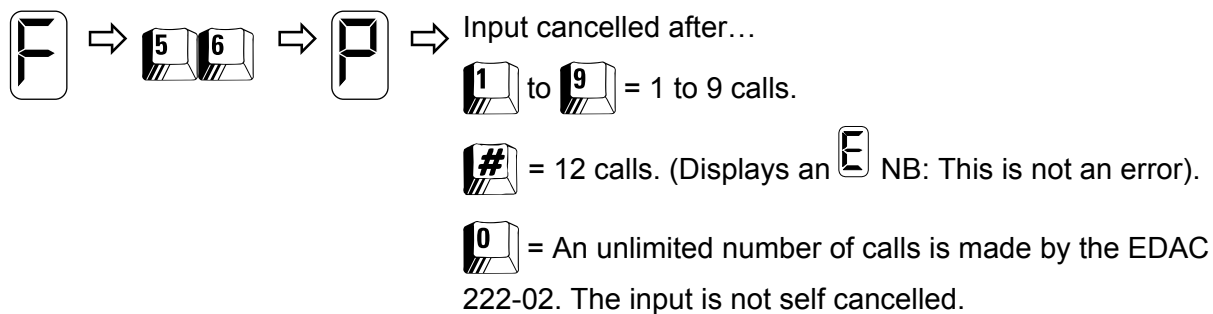 F ⇨ 5 6 ⇨ P ⇨ Input cancelled after…
1 to 9 = 1 to 9 calls.
# = 12 calls. (Displays an E NB: This is not an error).
0 = An unlimited number of calls is made by the EDAC
222-02. The input is not self cancelled.